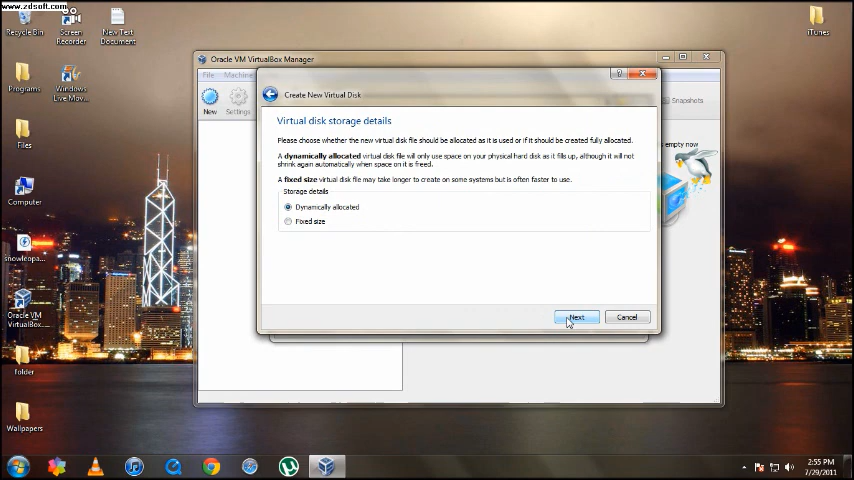 www.zdsoft.com
Recycle Bin
Screen
Recorder
New Text
Document
iTunes
Programs
Windows
Live Mov...
Files
Computer
snowleopa...
Oracle VM
VirtualBox
folder
Wallpapers
Oracle VM VirtualBox Manager
File Machine
New
Settings
Snapshots
empty now
Create New Virtual Disk
Virtual disk storage details
Please choose whether the new virtual disk file should be allocated as it is used or if it should be created fully allocated.
A dynamically allocated virtual disk file will only use space on your physical hard disk as it fills up, although it will not
shrink again automatically when space on it is freed.
A fixed size virtual disk file may take longer to create on some systems but is often faster to use.
Storage details
Dynamically allocated
Fixed size
Next
Cancel
2:55 PM
7/29/2011